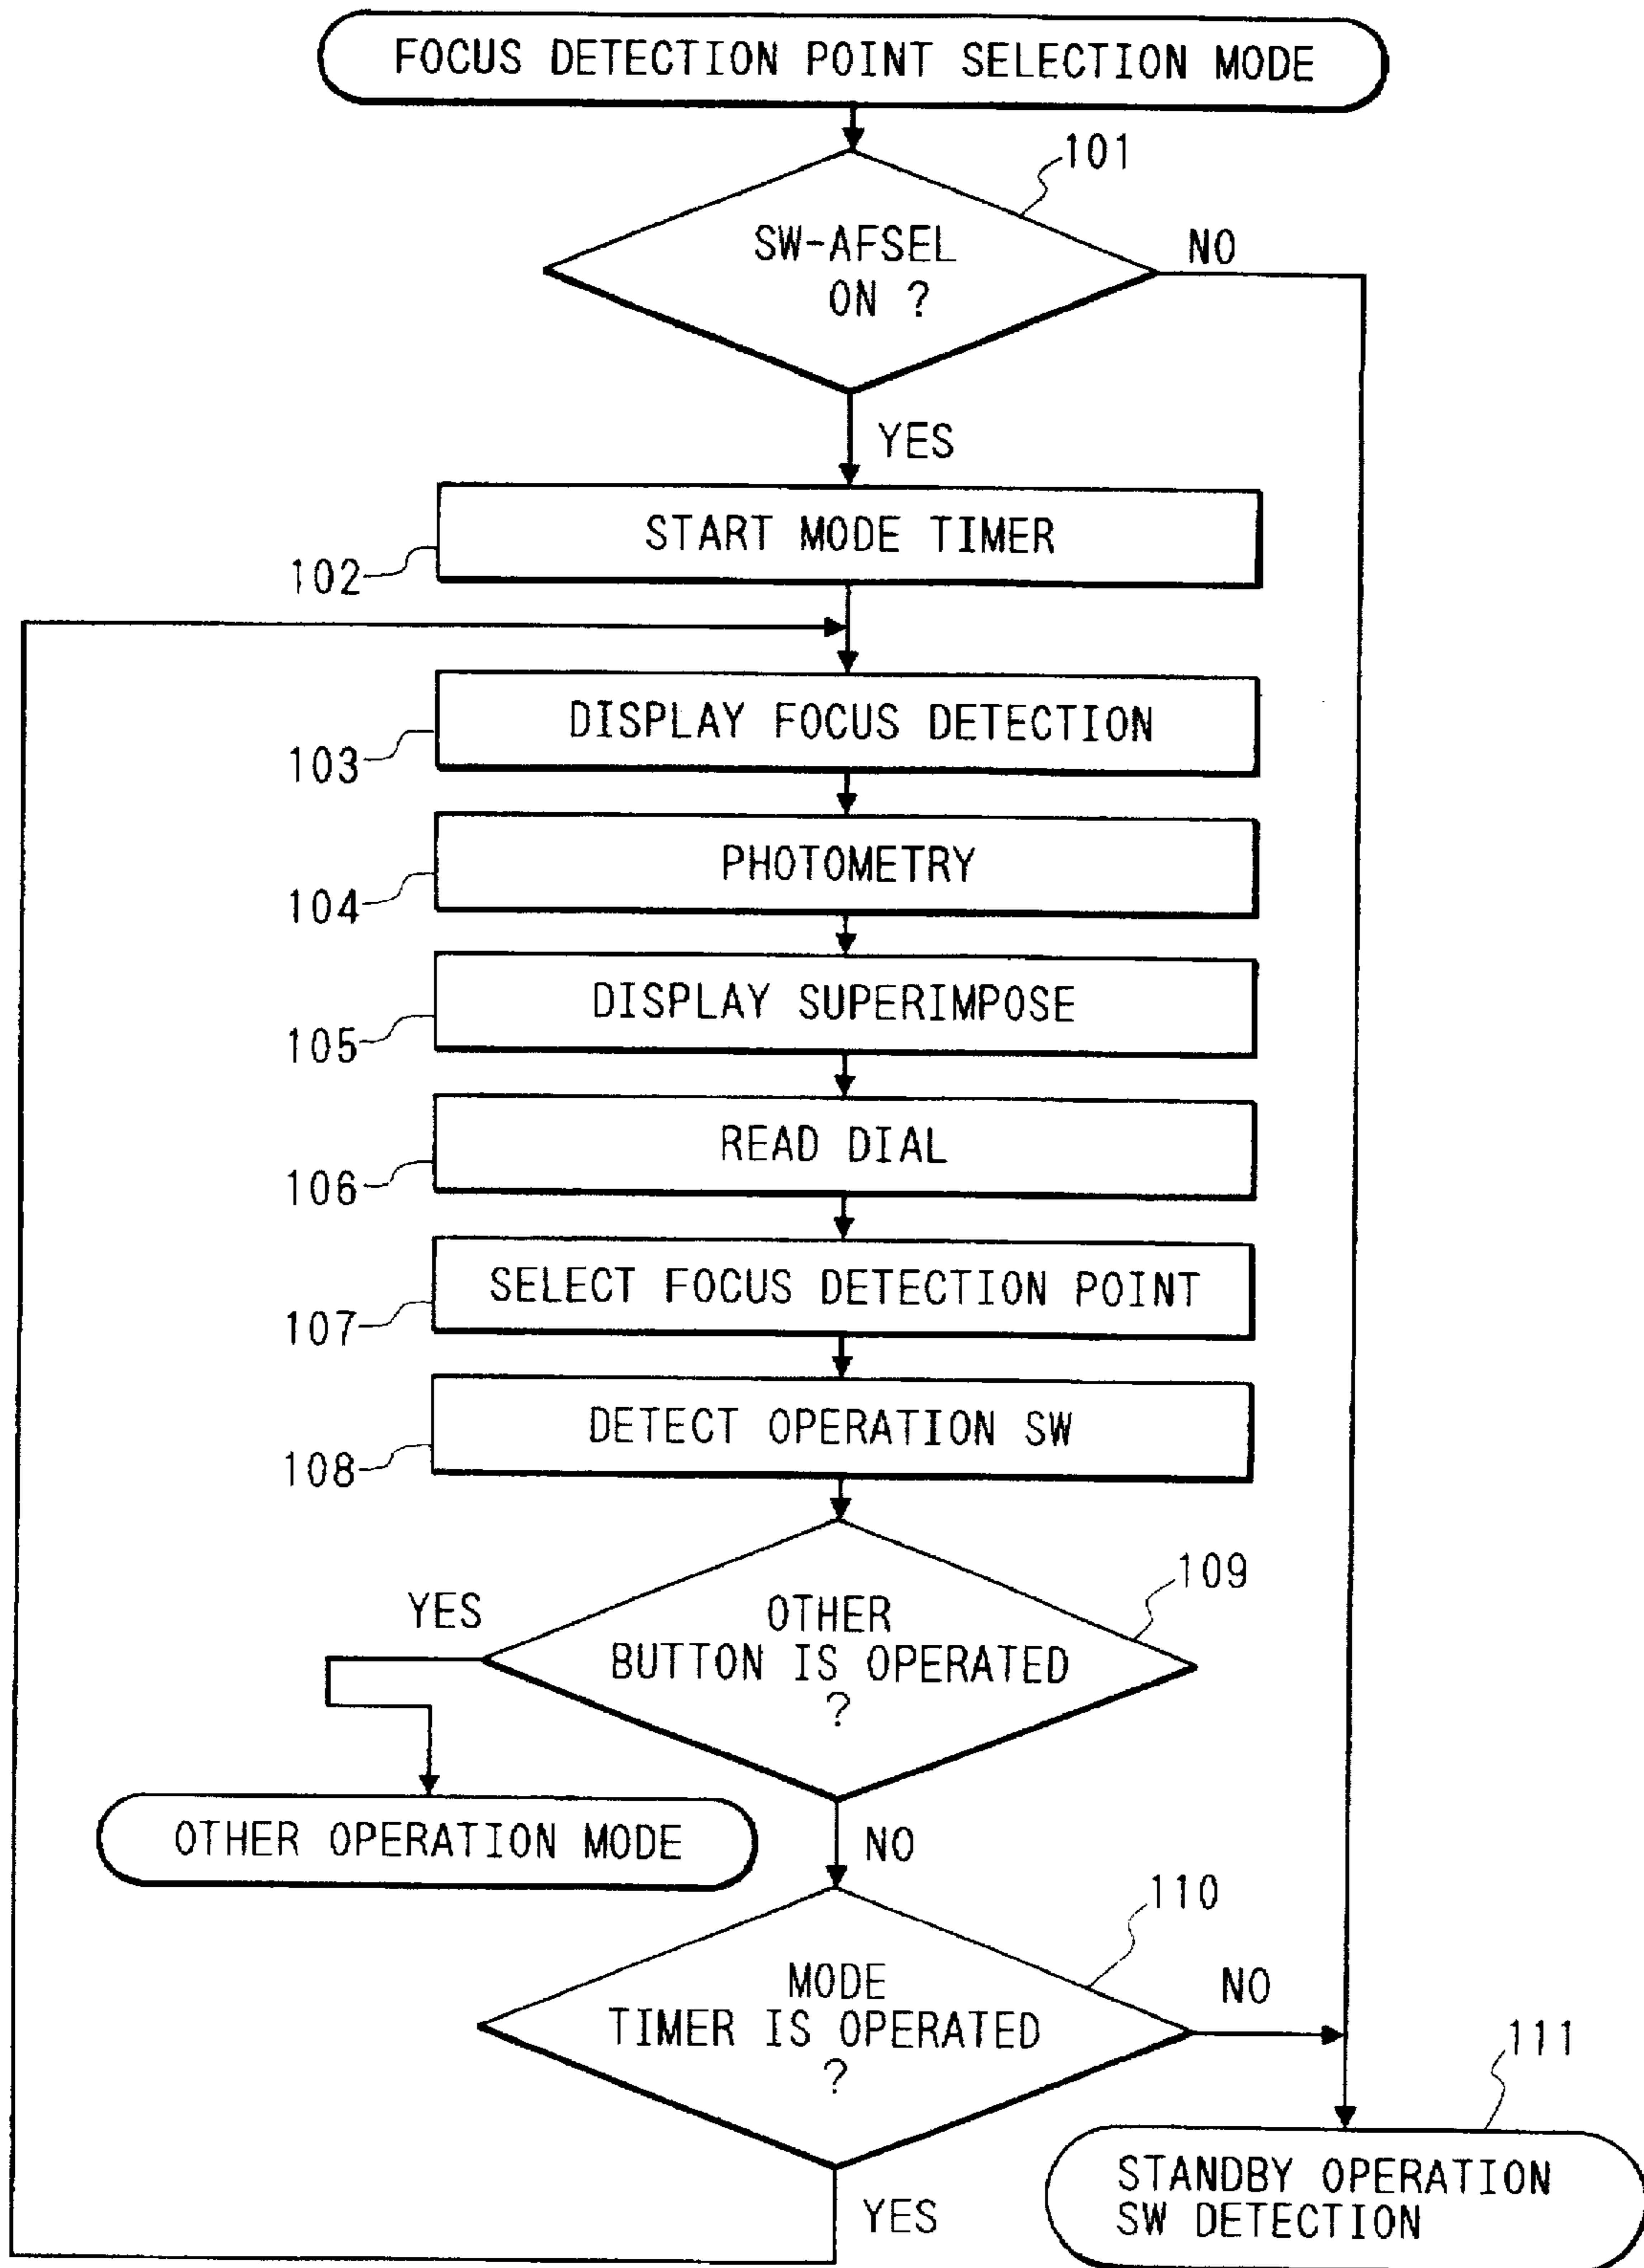 FOCUS DETECTION POINT SELECTION MODE
101
SW-AFSEL
ON ?
NO
YES
START MODE TIMER
102
DISPLAY FOCUS DETECTION
103
PHOTOMETRY
104
DISPLAY SUPERIMPOSE
105
READ DIAL
106
SELECT FOCUS DETECTION POINT
107
DETECT OPERATION SW
108
109
YES
OTHER
BUTTON IS OPERATED
?
OTHER OPERATION MODE
NO
110
MODE
TIMER IS OPERATED
?
NO
111
STANDBY OPERATION
SW DETECTION
YES